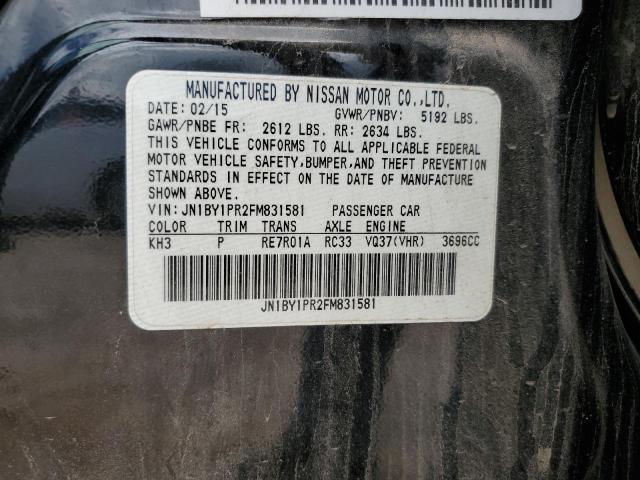 MANUFACTURED BY NISSAN MOTOR CO.,LTD.
DATE: 02/15 GVWR/PNBV: 5192 LBS.
GAWR/PNBE FR: 2612 LBS. RR: 2634 LBS.
THIS VEHICLE CONFORMS TO ALL APPLICABLE FEDERAL
MOTOR VEHICLE SAFETY,BUMPER,AND THEFT PREVENTION
STANDARDS IN EFFECT ON THE DATE OF MANUFACTURE
SHOWN ABOVE.
VIN: JN1BY1PR2FM831581 PASSENGER CAR
COLOR TRIM TRANS AXLE ENGINE
KH3 P RE7R01A RC33 VQ37(VHR) 3696CC
JN1BY1PR2FM831581